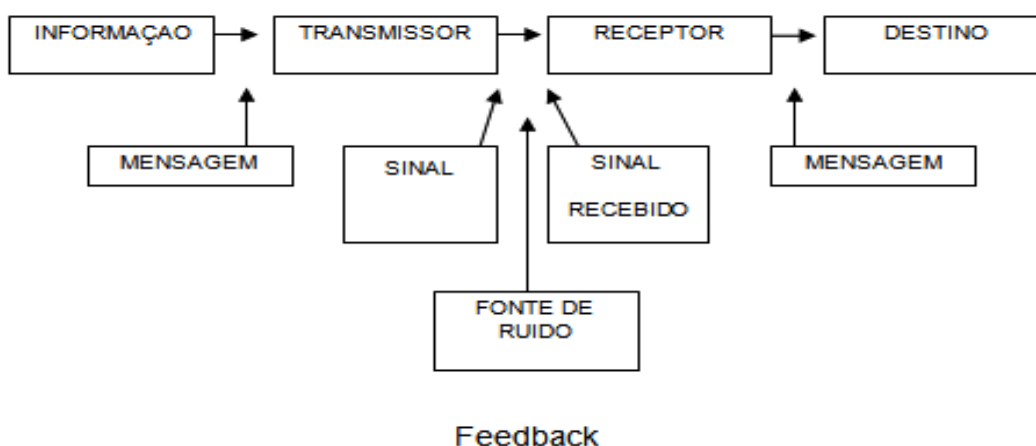 INFORMAÇAO
TRANSMISSOR
RECEPTOR
DESTINO
MENSAGEM
SINAL
SINAL
RECEBIDO
MENSAGEM
FONTE DE
RUIDO
Feedback